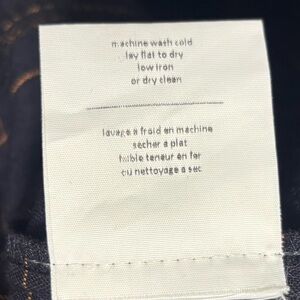 machine wash cold
lay flat to dry
low iron
or dry clean
lavage a froid en machine
secher a plat
faible teneur en fer
ou nettoyage a sec